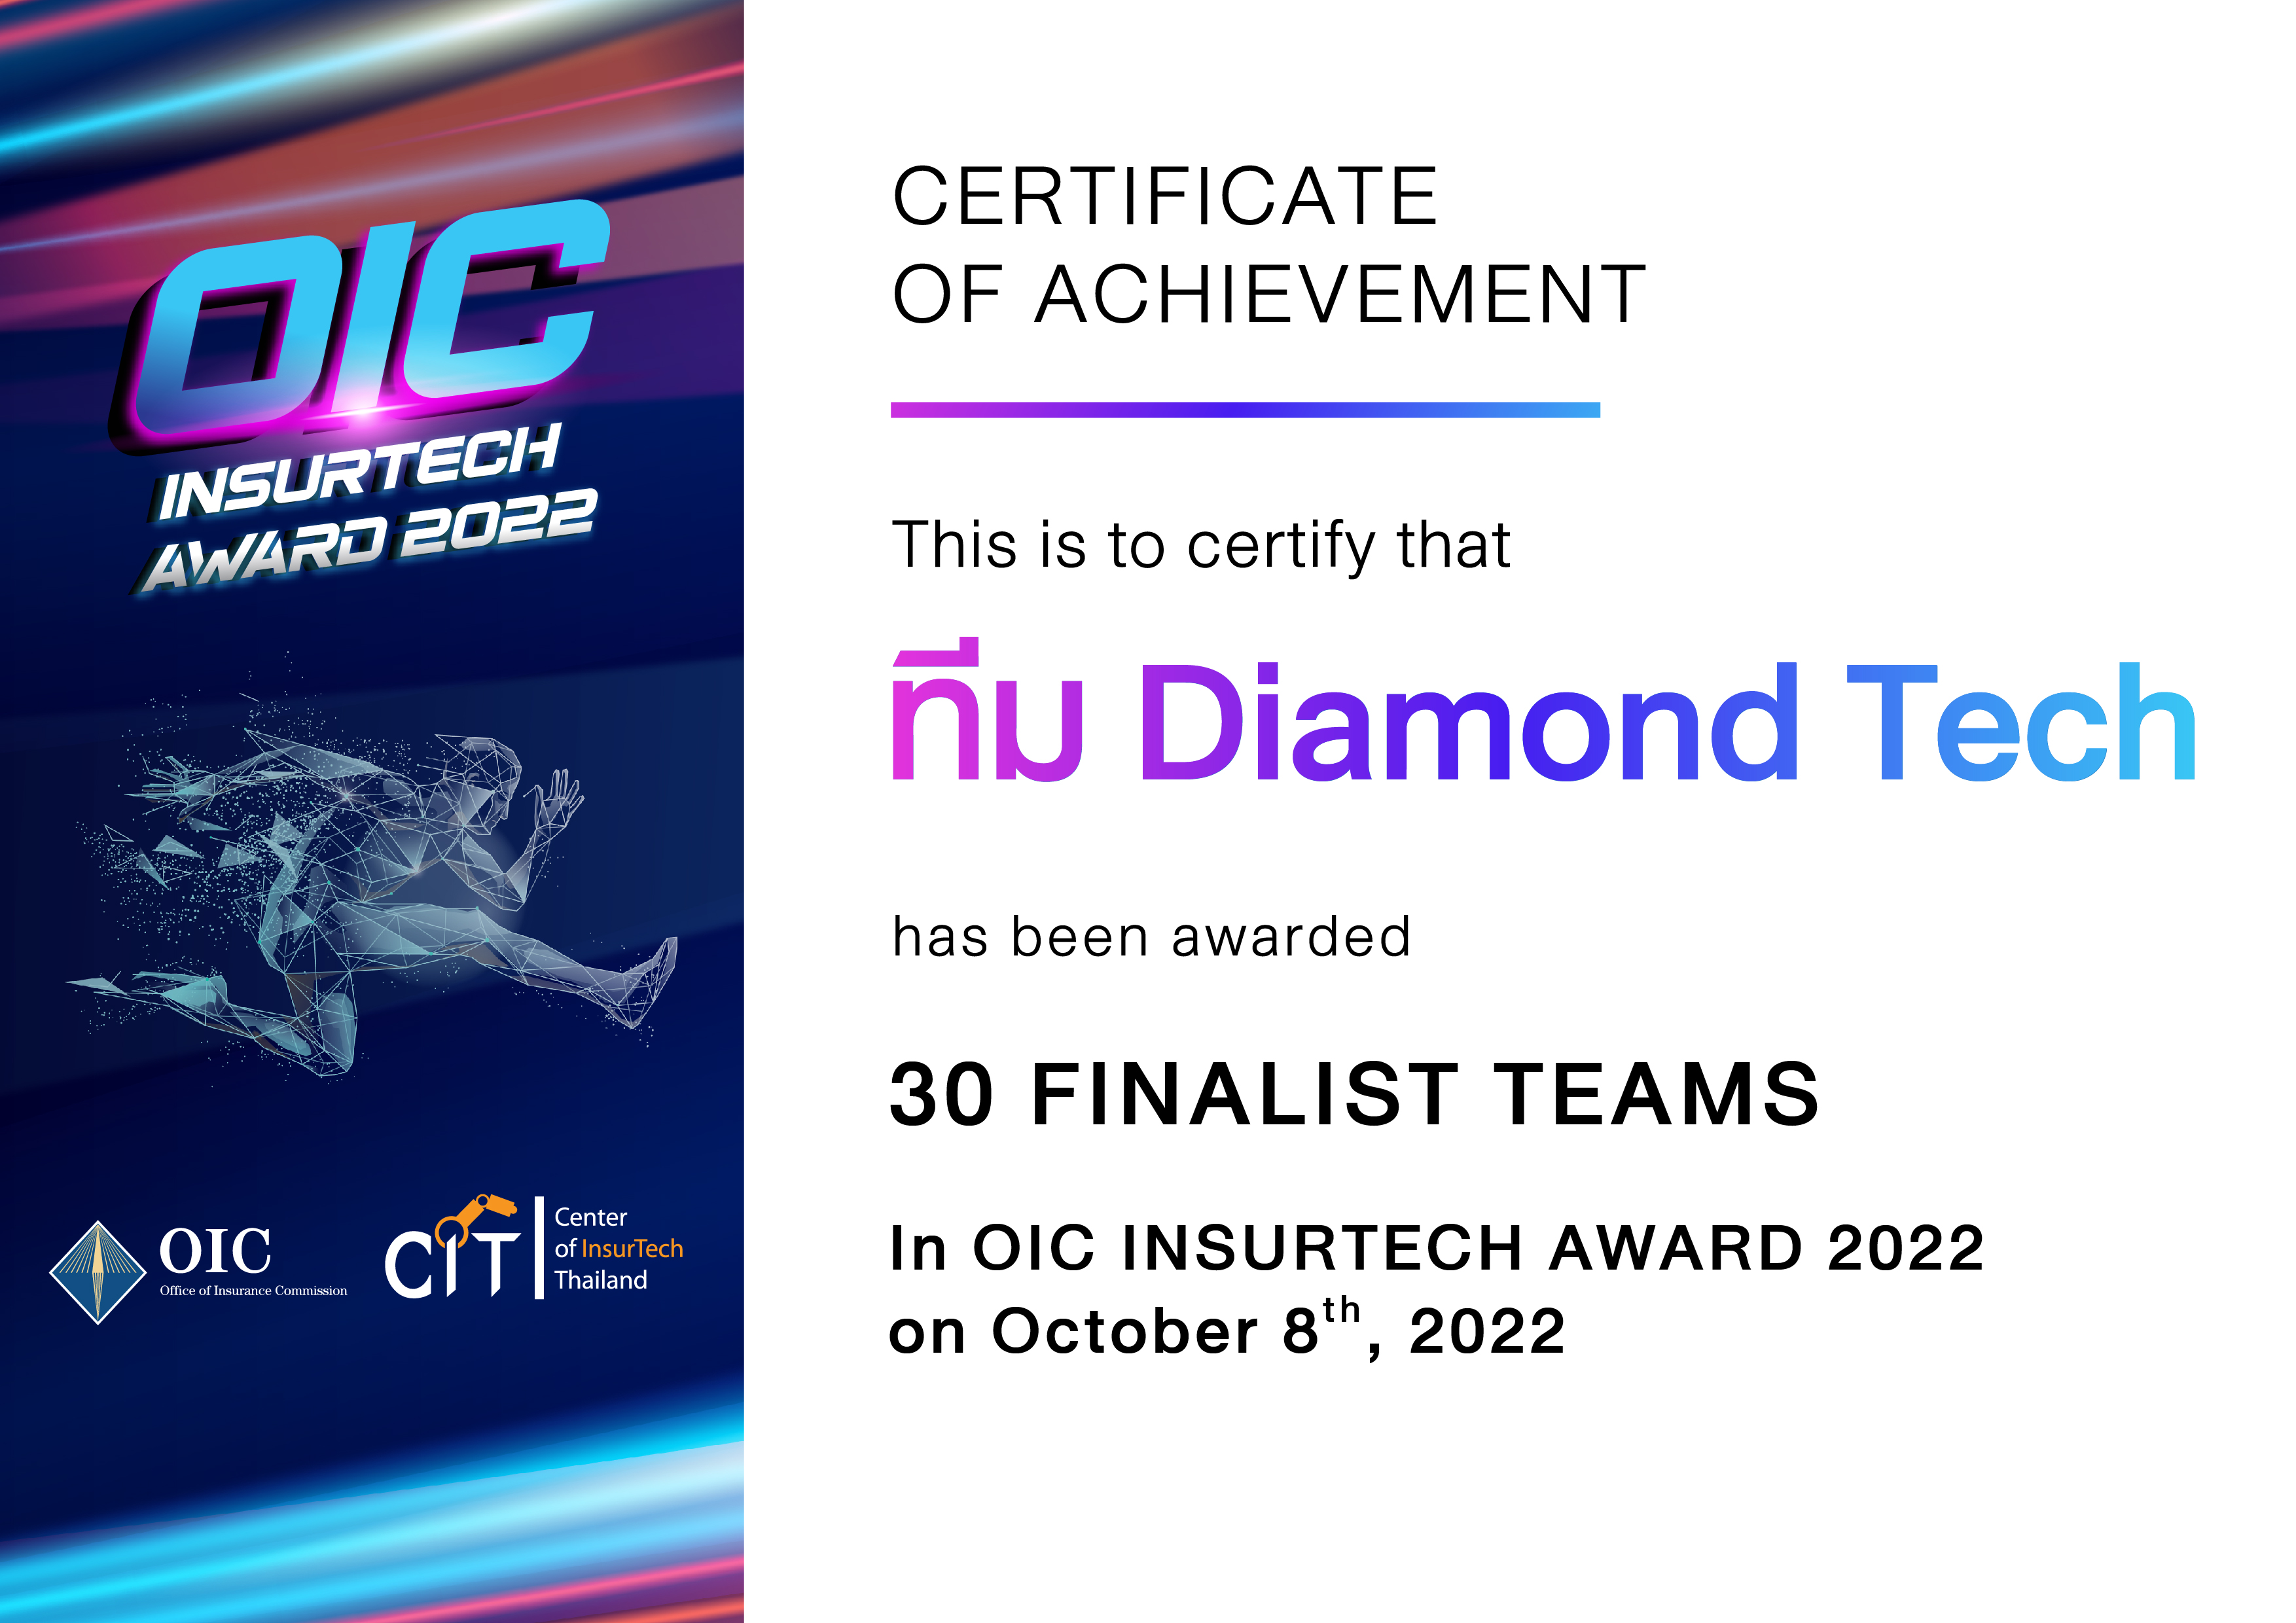 OIC
INSURTECH
AWARD 2022
OIC
Office of Insurance Commission
CIT
Center
of InsurTech
Thailand
CERTIFICATE
OF ACHIEVEMENT
This is to certify that
ทีม Diamond Tech
has been awarded
30 FINALIST TEAMS
In OIC INSURTECH AWARD 2022
on October 8th, 2022